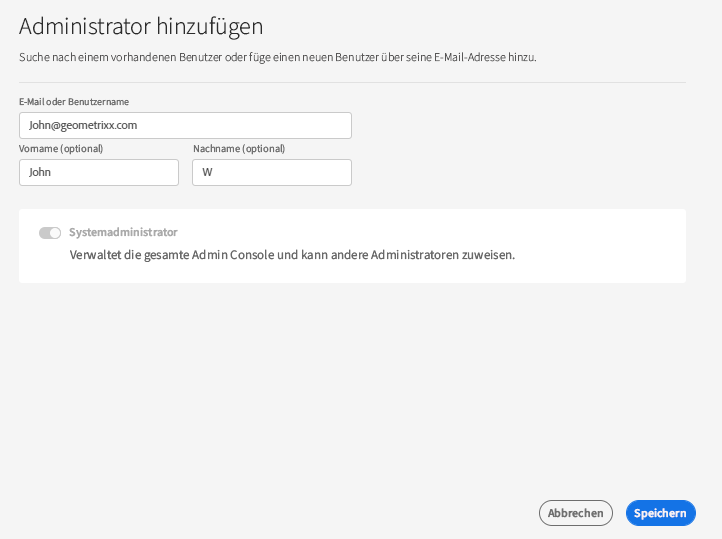 Administrator hinzufügen
Suche nach einem vorhandenen Benutzer oder füge einen neuen Benutzer über seine E-Mail-Adresse hinzu.
E-Mail oder Benutzername
John@geometrixx.com
Vorname (optional) Nachname (optional)
John W
Systemadministrator
Verwaltet die gesamte Admin Console und kann andere Administratoren zuweisen.
Abbrechen Speichern